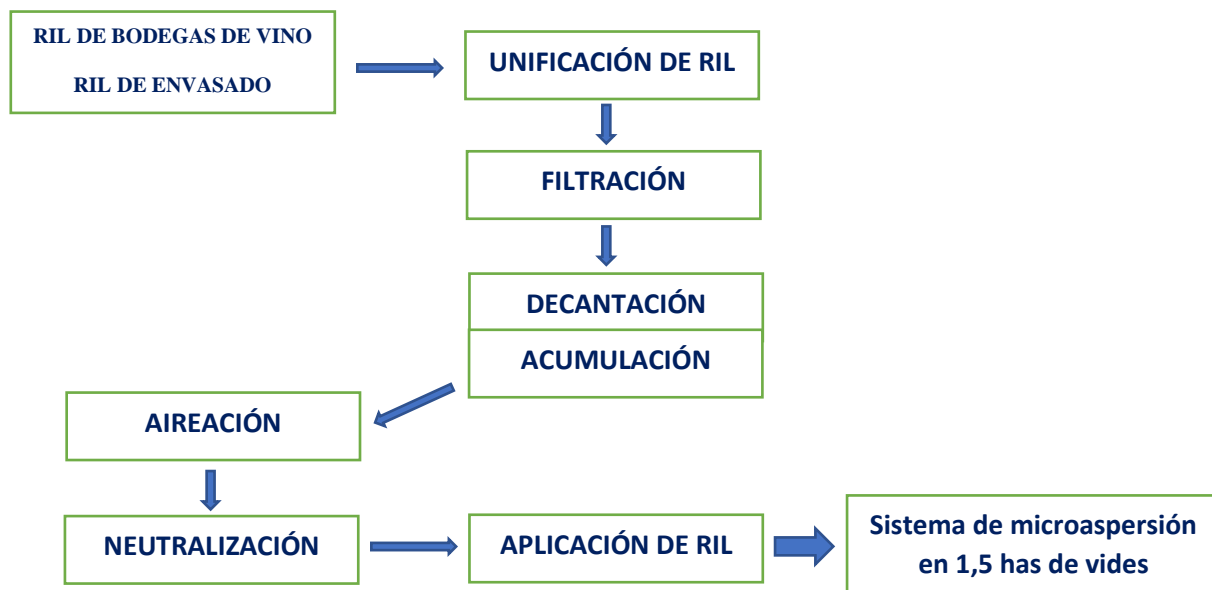 RIL DE BODEGAS DE VINO
RIL DE ENVASADO
UNIFICACIÓN DE RIL
FILTRACIÓN
DECANTACIÓN
ACUMULACIÓN
AIREACIÓN
NEUTRALIZACIÓN
APLICACIÓN DE RIL
Sistema de microaspersión
en 1,5 has de vides